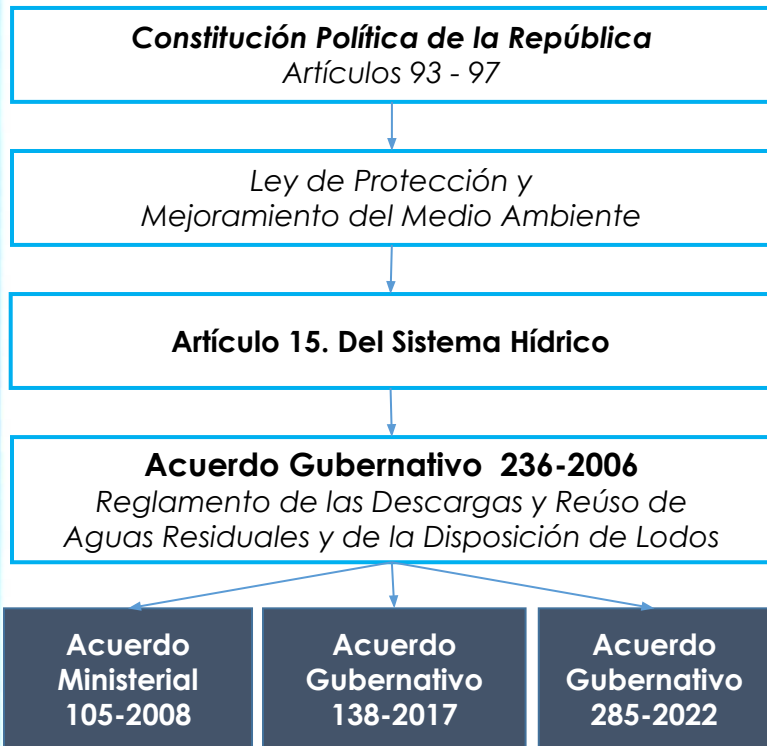 Constitución Política de la República
Artículos 93 - 97
Ley de Protección y
Mejoramiento del Medio Ambiente
Artículo 15. Del Sistema Hídrico
Acuerdo Gubernativo 236-2006
Reglamento de las Descargas y Reúso de
Aguas Residuales y de la Disposición de Lodos
Acuerdo
Ministerial
105-2008
Acuerdo
Gubernativo
138-2017
Acuerdo
Gubernativo
285-2022